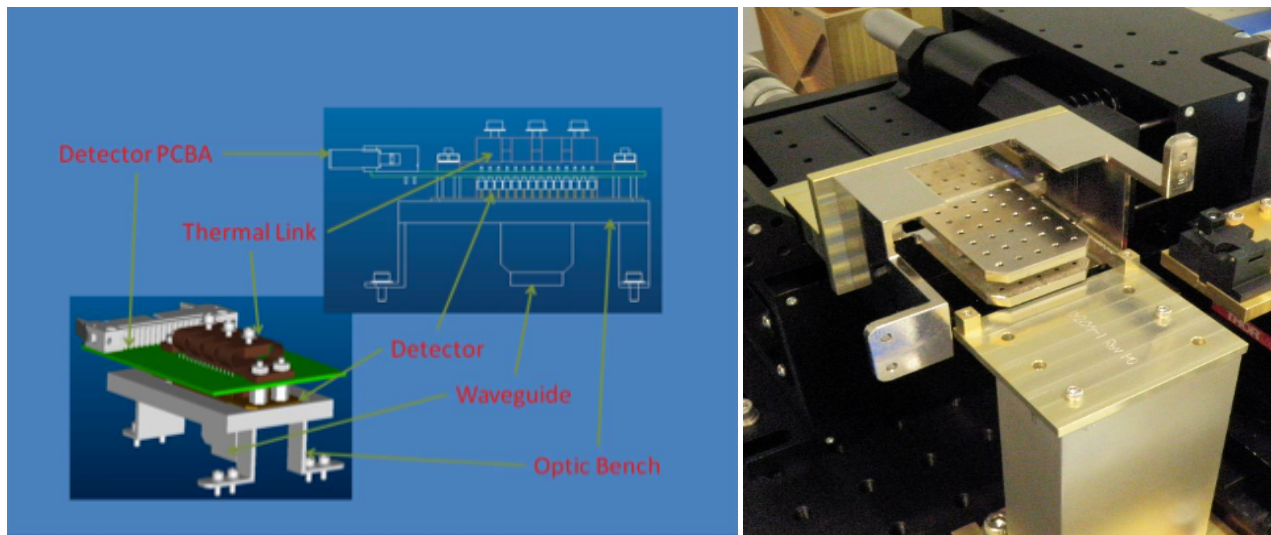 Detector PCBA
Thermal Link
Detector
Waveguide
Optic Bench